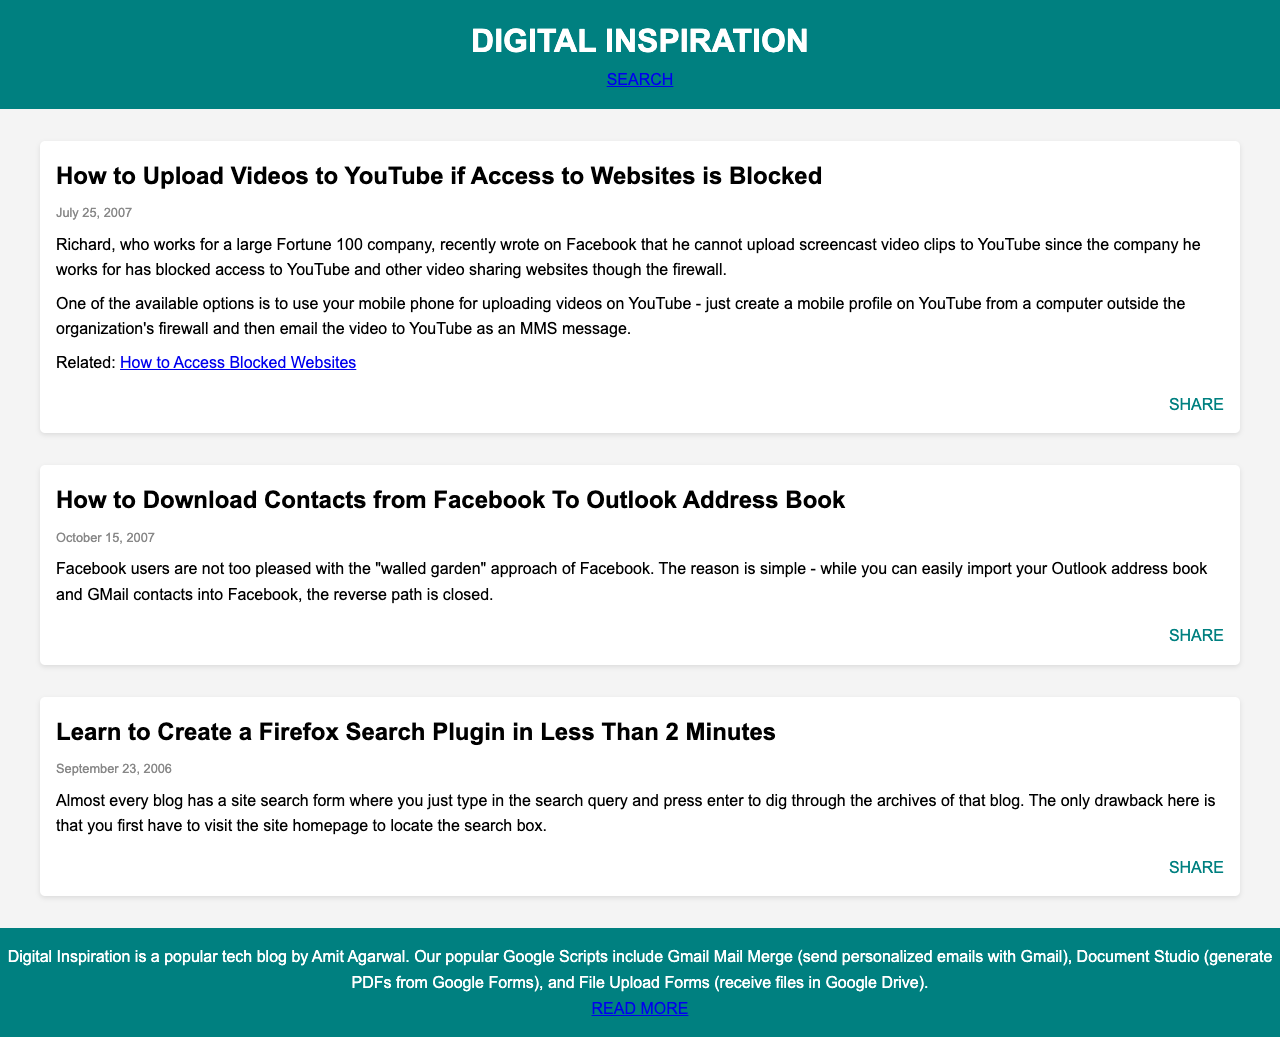 DIGITAL INSPIRATION
SEARCH
How to Upload Videos to YouTube if Access to Websites is Blocked
July 25, 2007
Richard, who works for a large Fortune 100 company, recently wrote on Facebook that he cannot upload screencast video clips to YouTube since the company he
works for has blocked access to YouTube and other video sharing websites though the firewall.
One of the available options is to use your mobile phone for uploading videos on YouTube - just create a mobile profile on YouTube from a computer outside the
organization's firewall and then email the video to YouTube as an MMS message.
Related: How to Access Blocked Websites
SHARE
How to Download Contacts from Facebook To Outlook Address Book
October 15, 2007
Facebook users are not too pleased with the "walled garden" approach of Facebook. The reason is simple - while you can easily import your Outlook address book
and GMail contacts into Facebook, the reverse path is closed.
SHARE
Learn to Create a Firefox Search Plugin in Less Than 2 Minutes
September 23, 2006
Almost every blog has a site search form where you just type in the search query and press enter to dig through the archives of that blog. The only drawback here is
that you first have to visit the site homepage to locate the search box.
SHARE
Digital Inspiration is a popular tech blog by Amit Agarwal. Our popular Google Scripts include Gmail Mail Merge (send personalized emails with Gmail), Document Studio (generate
PDFs from Google Forms), and File Upload Forms (receive files in Google Drive).
READ MORE